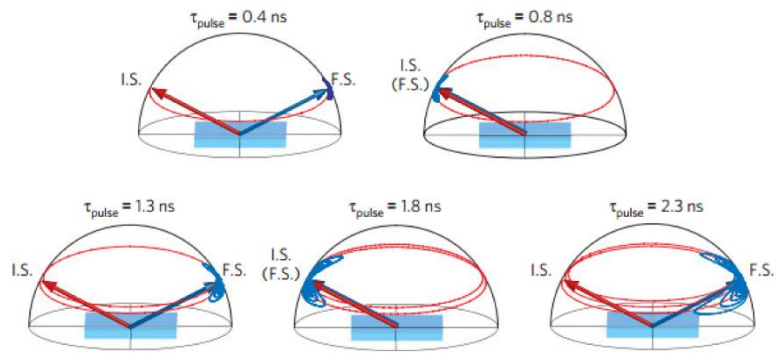 τpulse = 0.4 ns
τpulse = 0.8 ns
I.S.
F.S.
I.S.
(F.S.)
τpulse = 1.3 ns
τpulse = 1.8 ns
τpulse = 2.3 ns
I.S.
F.S.
I.S.
(F.S.)
I.S.
F.S.